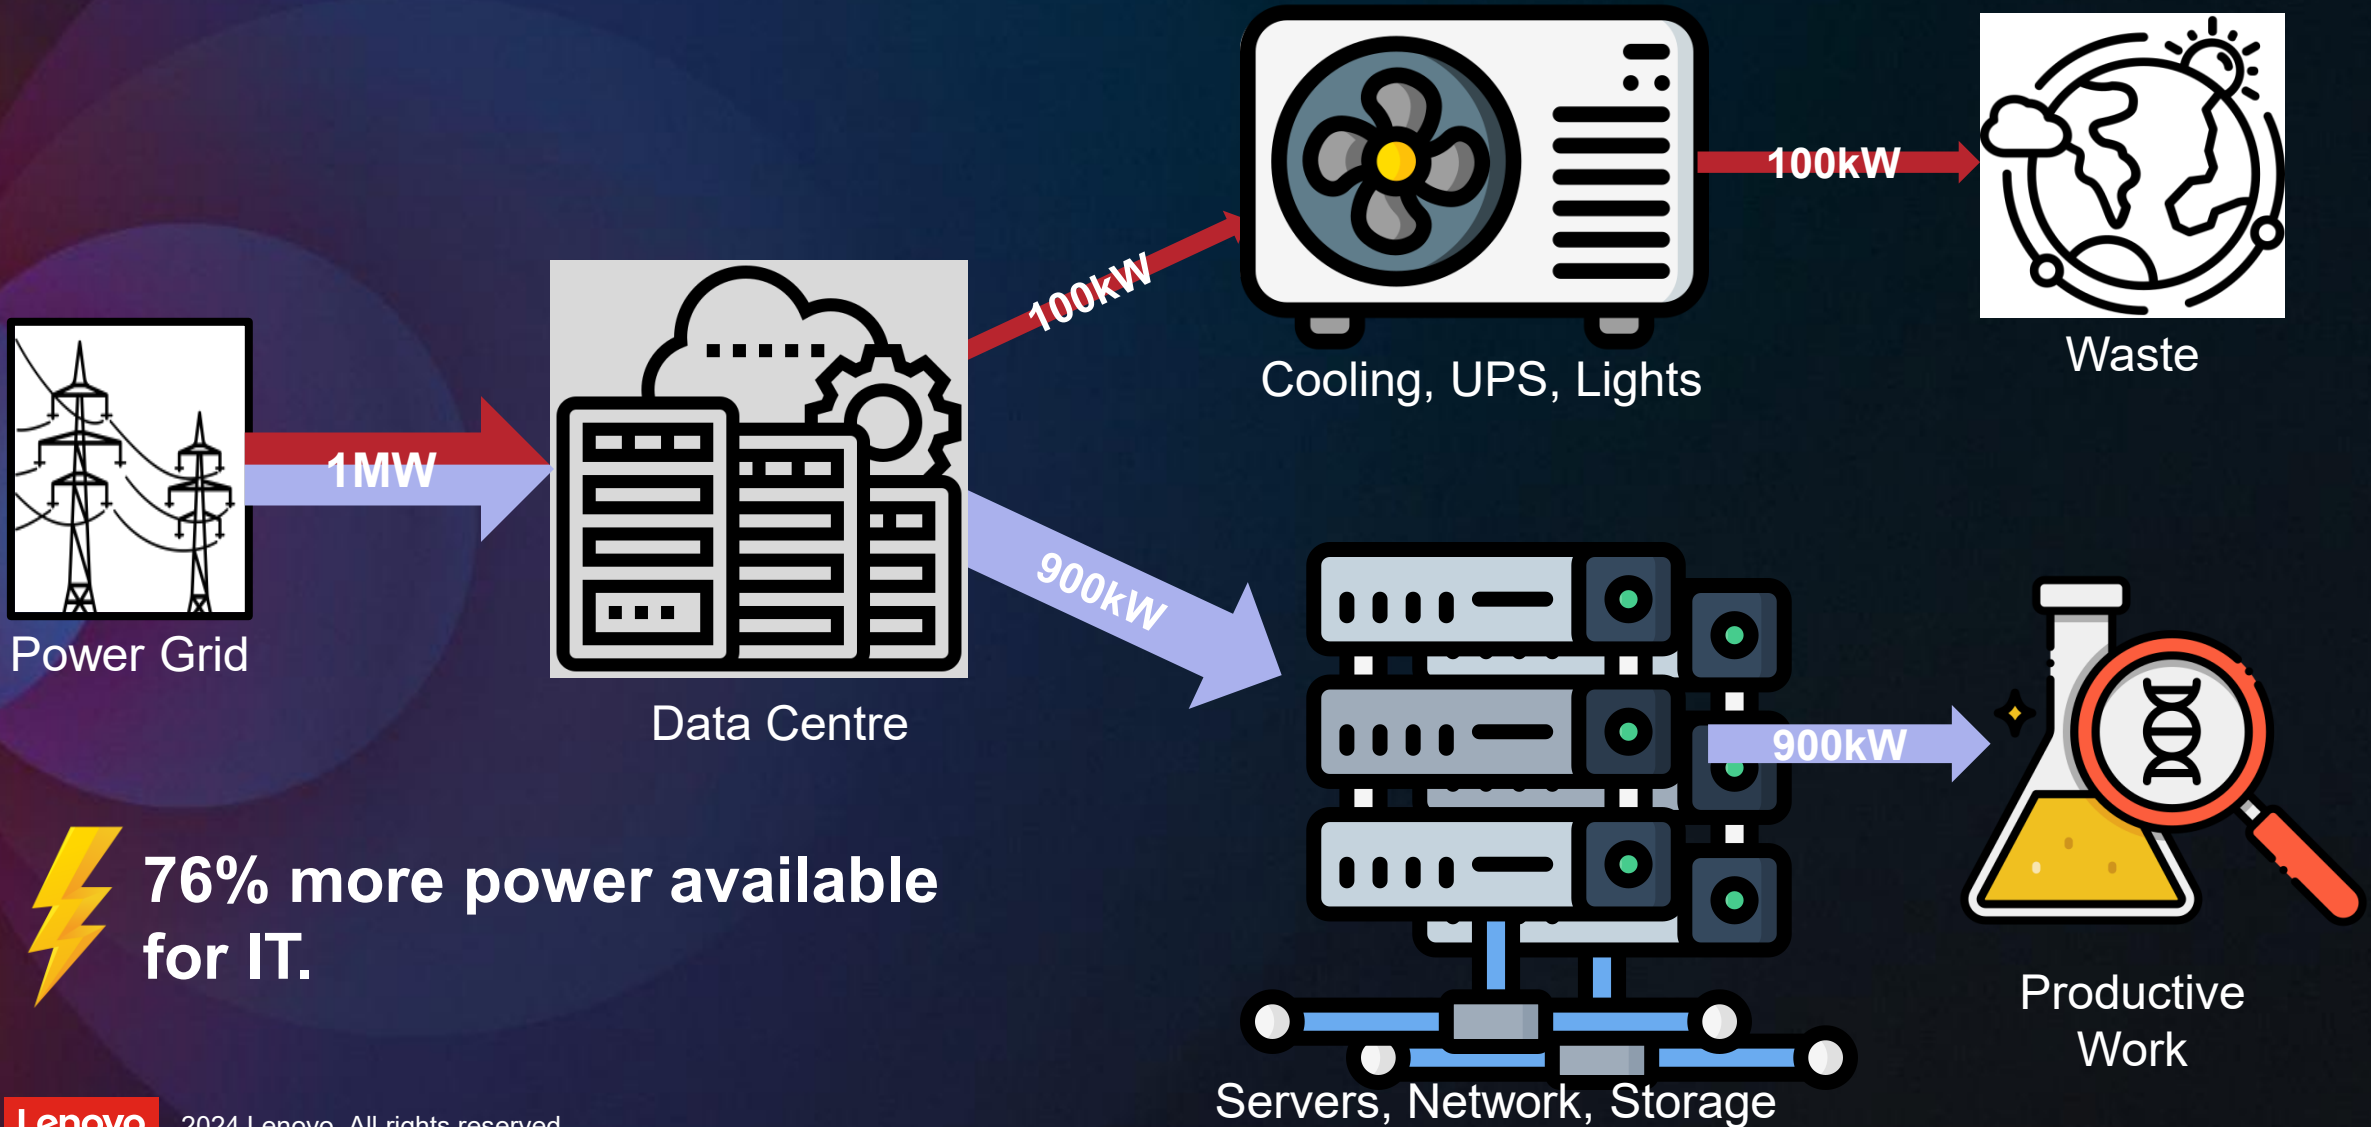 100kW
100kW
Waste
Cooling, UPS, Lights
1MW
Power Grid
900kW
Data Centre
900kW
76% more power available
for IT.
Productive
Work
Servers, Network, Storage
Lenovo
2024 Lenovo. All rights reserved.